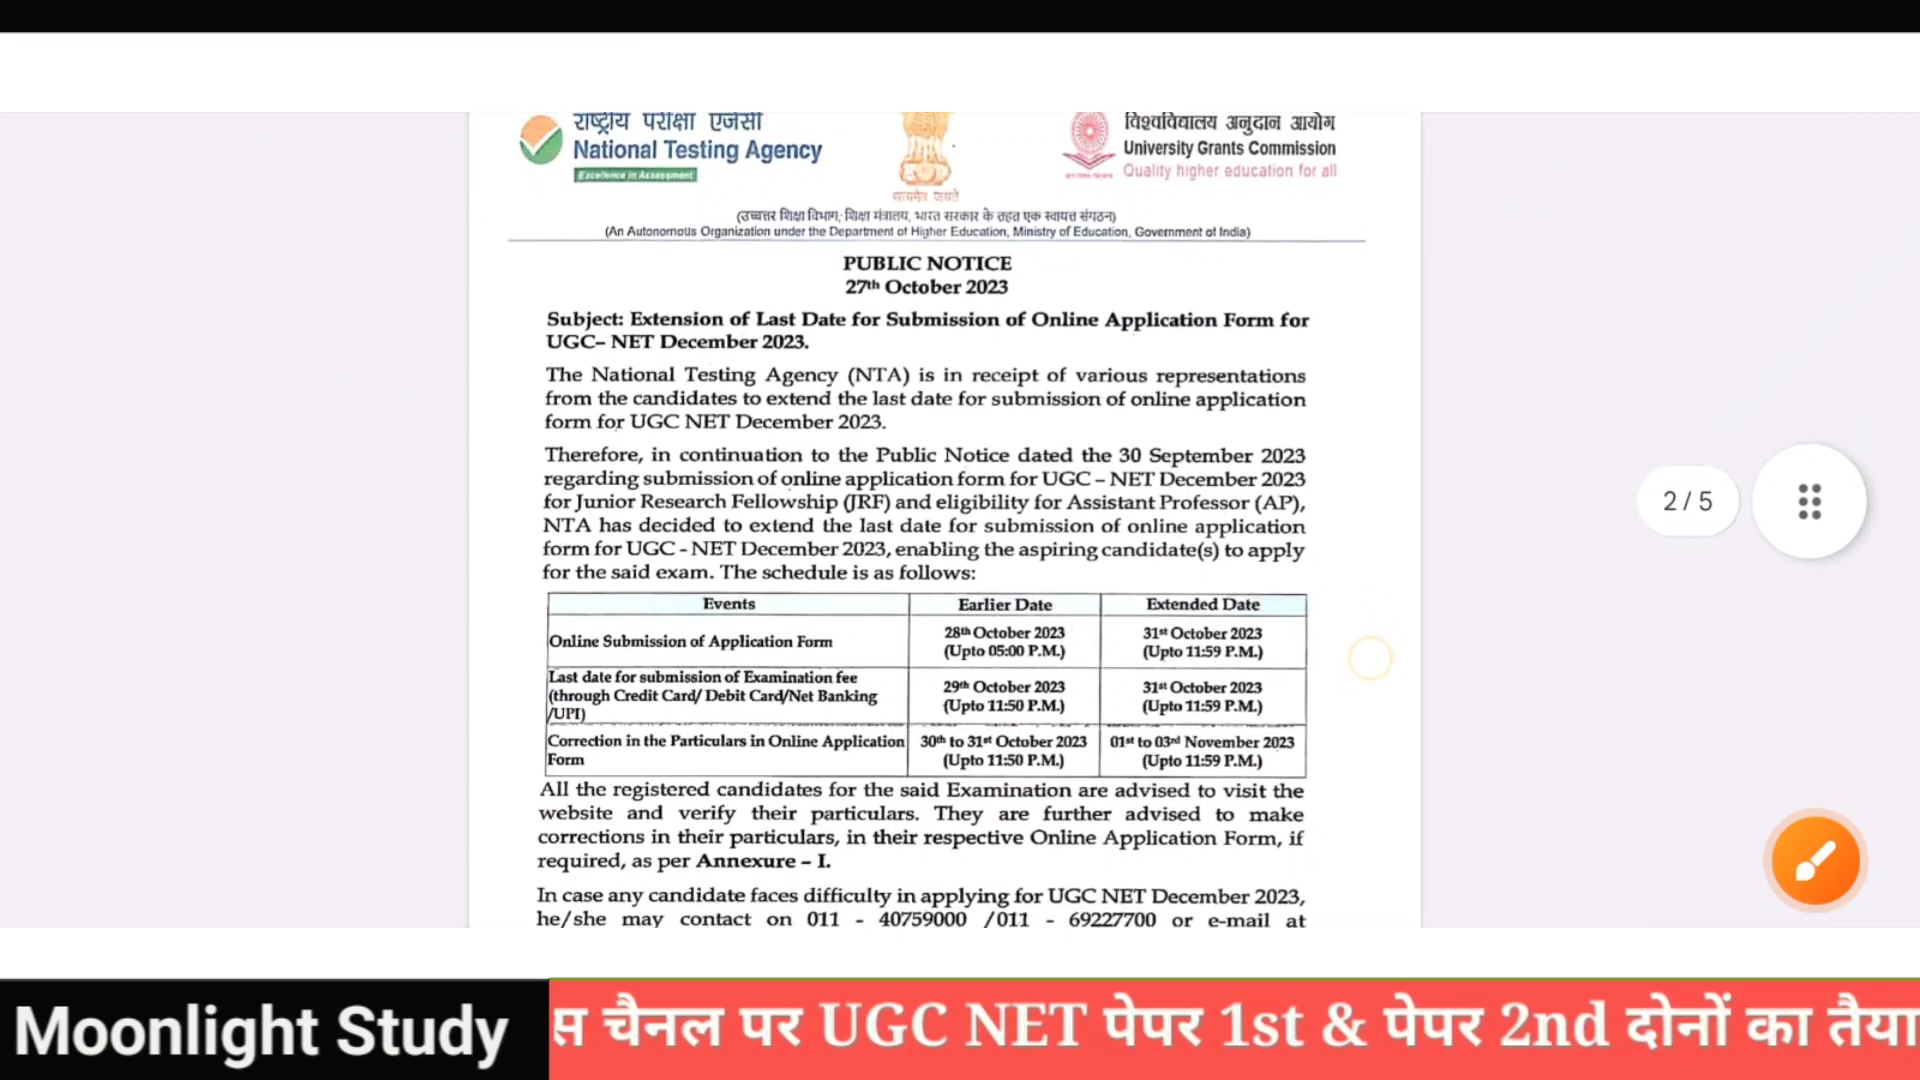 राष्ट्रीय परीक्षा एजेंसी
National Testing Agency
Excellence in Assessment
सत्यमेव जयते
विश्वविद्यालय अनुदान आयोग
University Grants Commission
Quality higher education for all
(उच्चतर शिक्षा विभाग, शिक्षा मंत्रालय, भारत सरकार के तहत एक स्वायत्त संगठन)
(An Autonomous Organization under the Department of Higher Education, Ministry of Education, Government of India)
PUBLIC NOTICE
27th October 2023
Subject: Extension of Last Date for Submission of Online Application Form for
UGC– NET December 2023.
The National Testing Agency (NTA) is in receipt of various representations
from the candidates to extend the last date for submission of online application
form for UGC NET December 2023.
Therefore, in continuation to the Public Notice dated the 30 September 2023
regarding submission of online application form for UGC – NET December 2023
for Junior Research Fellowship (JRF) and eligibility for Assistant Professor (AP),
NTA has decided to extend the last date for submission of online application
form for UGC - NET December 2023, enabling the aspiring candidate(s) to apply
for the said exam. The schedule is as follows:
Events Earlier Date Extended Date
Online Submission of Application Form 28th October 2023 (Upto 05:00 P.M.) 31st October 2023 (Upto 11:59 P.M.)
Last date for submission of Examination fee
(through Credit Card/ Debit Card/Net Banking
/UPI) 29th October 2023 (Upto 11:50 P.M.) 31st October 2023 (Upto 11:59 P.M.)
Correction in the Particulars in Online Application
Form 30th to 31st October 2023 (Upto 11:50 P.M.) 01st to 03rd November 2023 (Upto 11:59 P.M.)
All the registered candidates for the said Examination are advised to visit the
website and verify their particulars. They are further advised to make
corrections in their particulars, in their respective Online Application Form, if
required, as per Annexure – I.
In case any candidate faces difficulty in applying for UGC NET December 2023,
he/she may contact on 011 - 40759000 /011 - 69227700 or e-mail at
2 / 5
Moonlight Study
स चैनल पर UGC NET पेपर 1st & पेपर 2nd दोनों का तैया